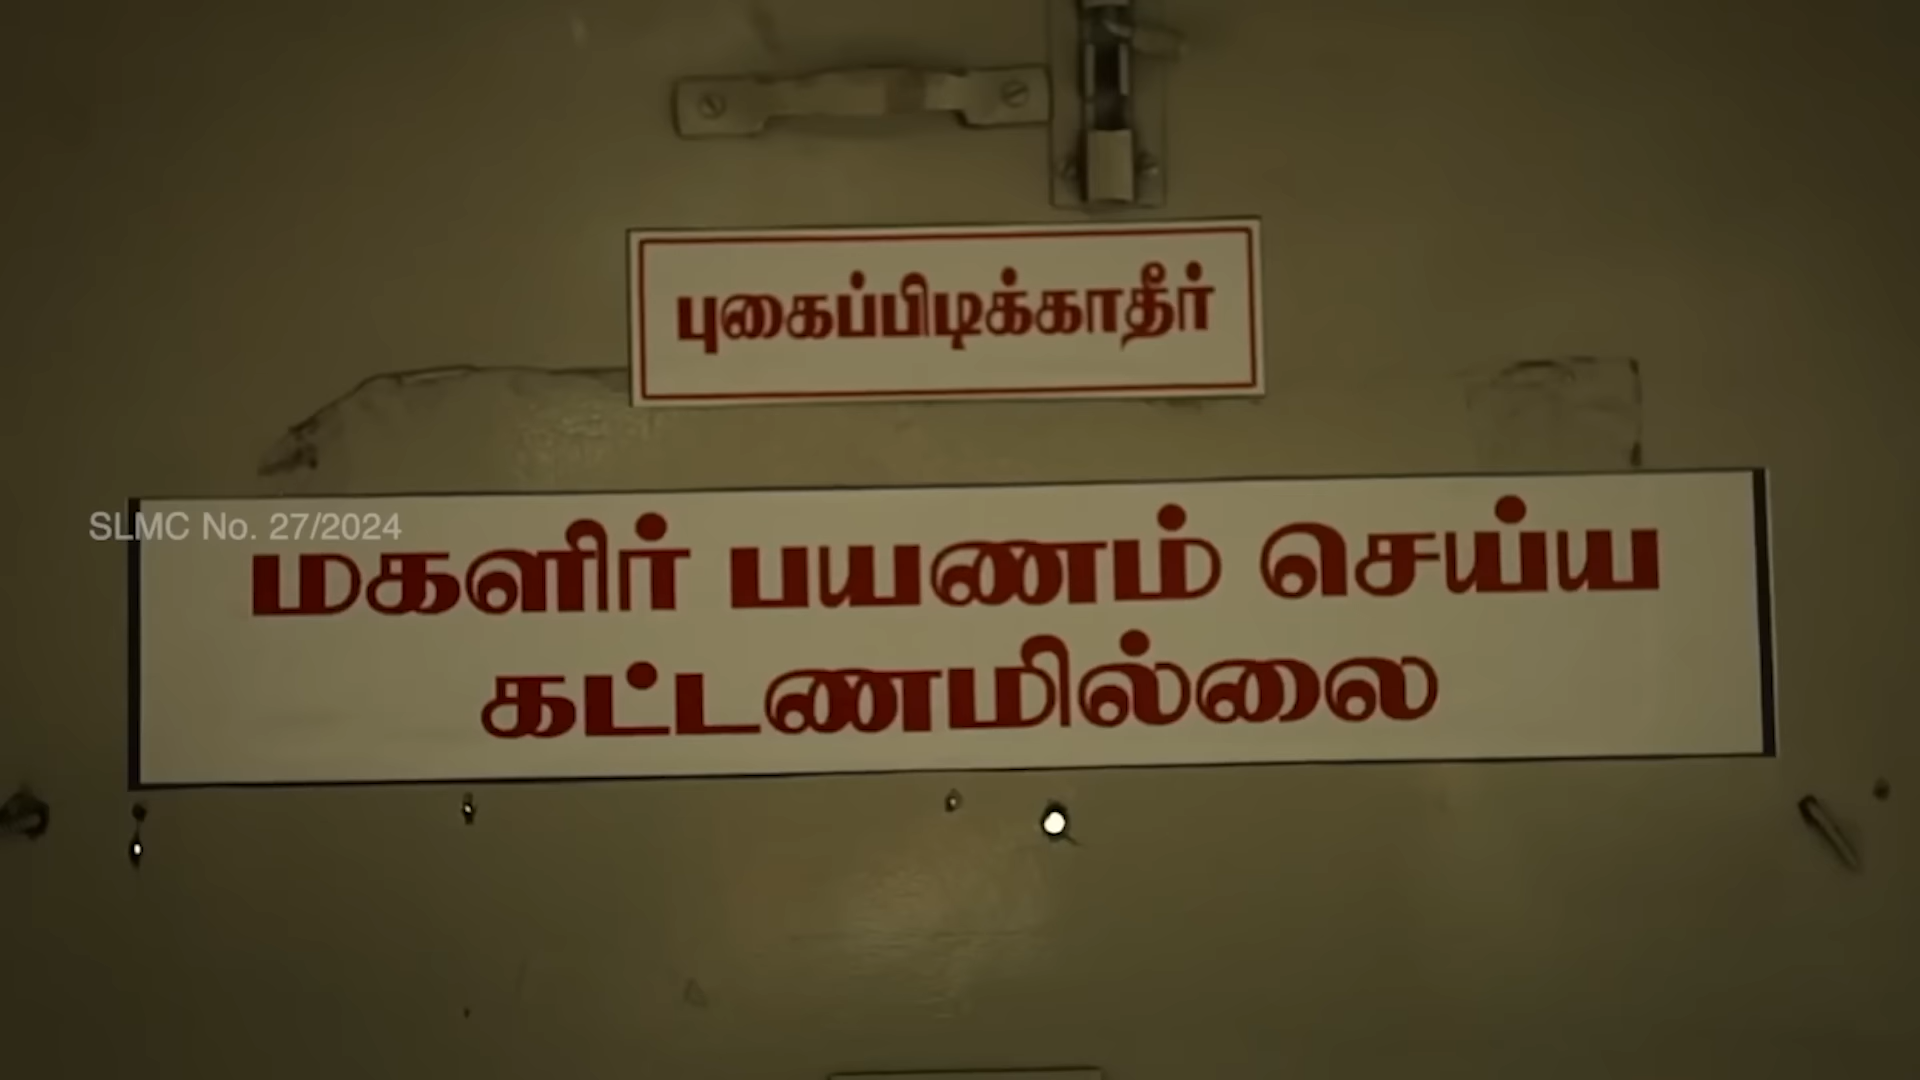 புகைப்பிடிக்காதீர்
SLMC No. 27/2024
மகளிர் பயணம் செய்ய
கட்டணமில்லை